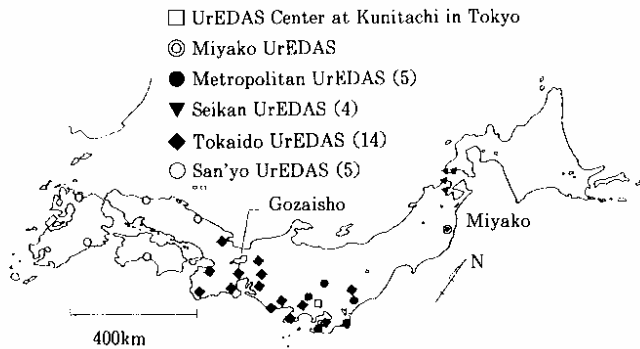 UrEDAS Center at Kunitachi in Tokyo
Miyako UrEDAS
Metropolitan UrEDAS (5)
Seikan UrEDAS (4)
Tokaido UrEDAS (14)
San'yo UrEDAS (5)
Gozaisho
Miyako
N
400km